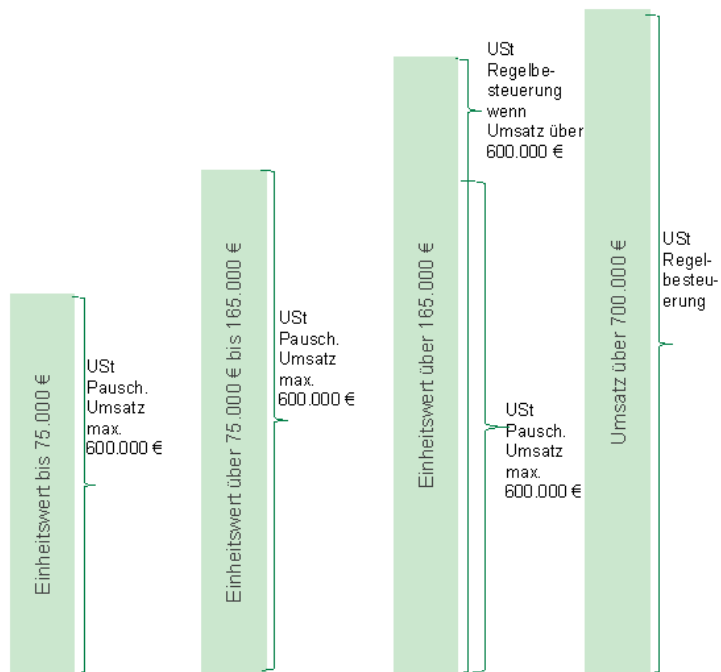 Einheitswert bis 75.000 €
USt
Pausch.
Umsatz
max.
600.000 €
Einheitswert über 75.000 € bis 165.000 €
USt
Pausch.
Umsatz
max.
600.000 €
Einheitswert über 165.000 €
USt
Regelbe-
steuerung
wenn
Umsatz über
600.000 €
USt
Pausch.
Umsatz
max.
600.000 €
Umsatz über 700.000 €
USt
Regel-
besteu-
erung